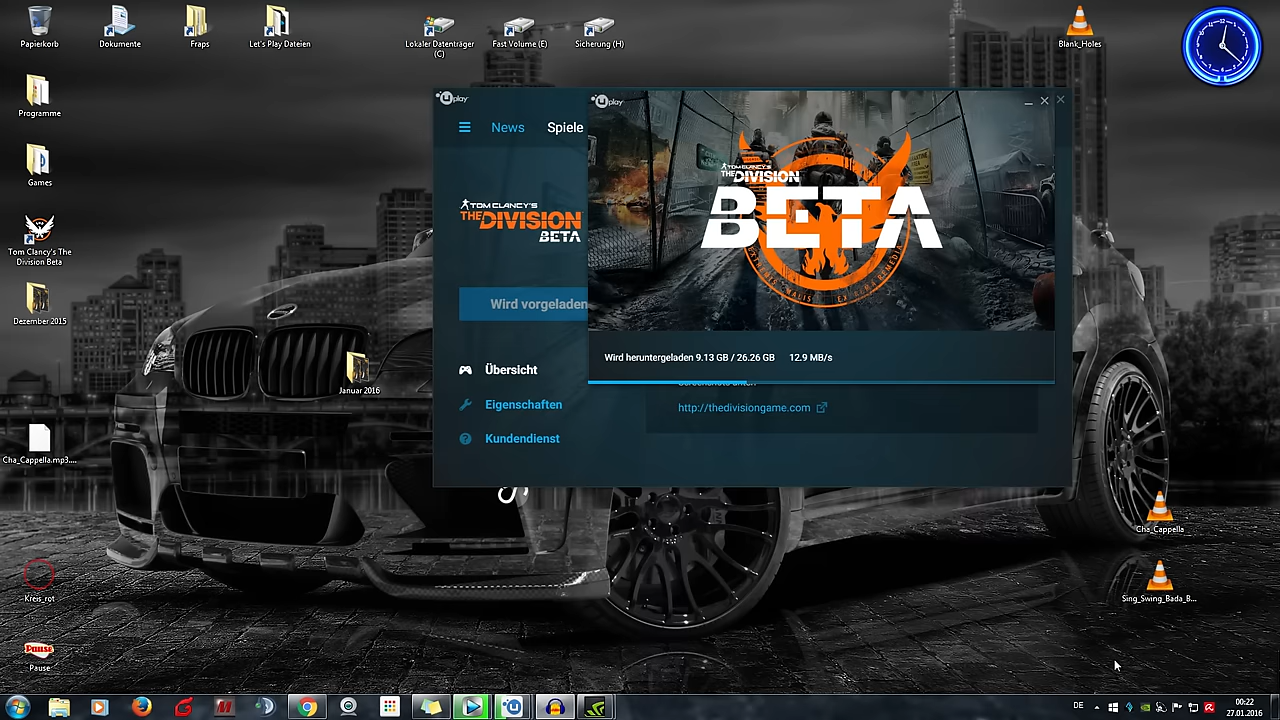 Papierkorb
Dokumente
Fraps
Let's Play Dateien
Lokaler Datenträger
(C)
Fast Volume (E)
Sicherung (H)
Blank_Holes
Programme
Games
Tom Clancy's The
Division Beta
Dezember 2015
Januar 2016
Cha_Cappella.mp3....
Kreis_rot
Pause
Pause
Uplay
News
Spiele
TOM CLANCY'S
THE DIVISION
BETA
Wird vorgeladen
Übersicht
Eigenschaften
Kundendienst
Uplay
TOM CLANCY'S
THE DIVISION
BETA
Wird heruntergeladen 9.13 GB / 26.26 GB 12.9 MB/s
http://thedivisiongame.com
Cha_Cappella
Sing_Swing_Bada_B...
DE
00:22
27.01.2016